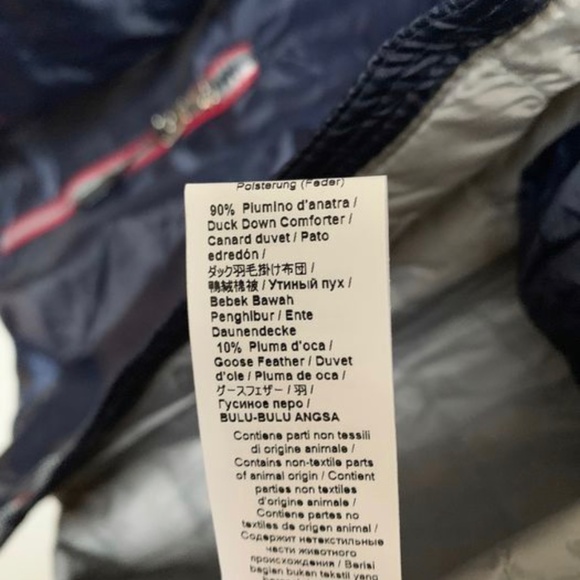 Polsterung (Feder)
90% Piumino d'anatra /
Duck Down Comforter /
Canard duvet / Pato
edredón /
ダック羽毛掛け布団 /
鴨絨棉被 / Утиный пух /
Bebek Bawah
Penghibur / Ente
Daunendecke
10% Piuma d'oca /
Goose Feather / Duvet
d'oie / Pluma de oca /
グースフェザー / 羽 /
Гусиное перо /
BULU-BULU ANGSA
Contiene parti non tessili
di origine animale /
Contains non-textile parts
of animal origin / Contient
parties non textiles
d'origine animale /
Contiene partes no
textiles de origen animal /
Содержит нетекстильные
части животного
происхождения / Berisi
bagian bukan tekstil yang